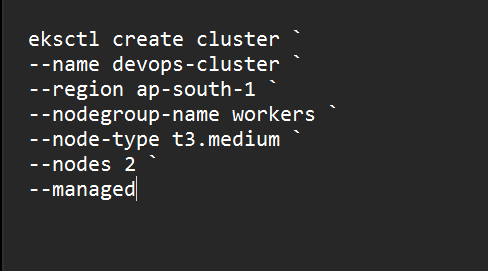 eksctl create cluster `
--name devops-cluster `
--region ap-south-1 `
--nodegroup-name workers `
--node-type t3.medium `
--nodes 2 `
--managed